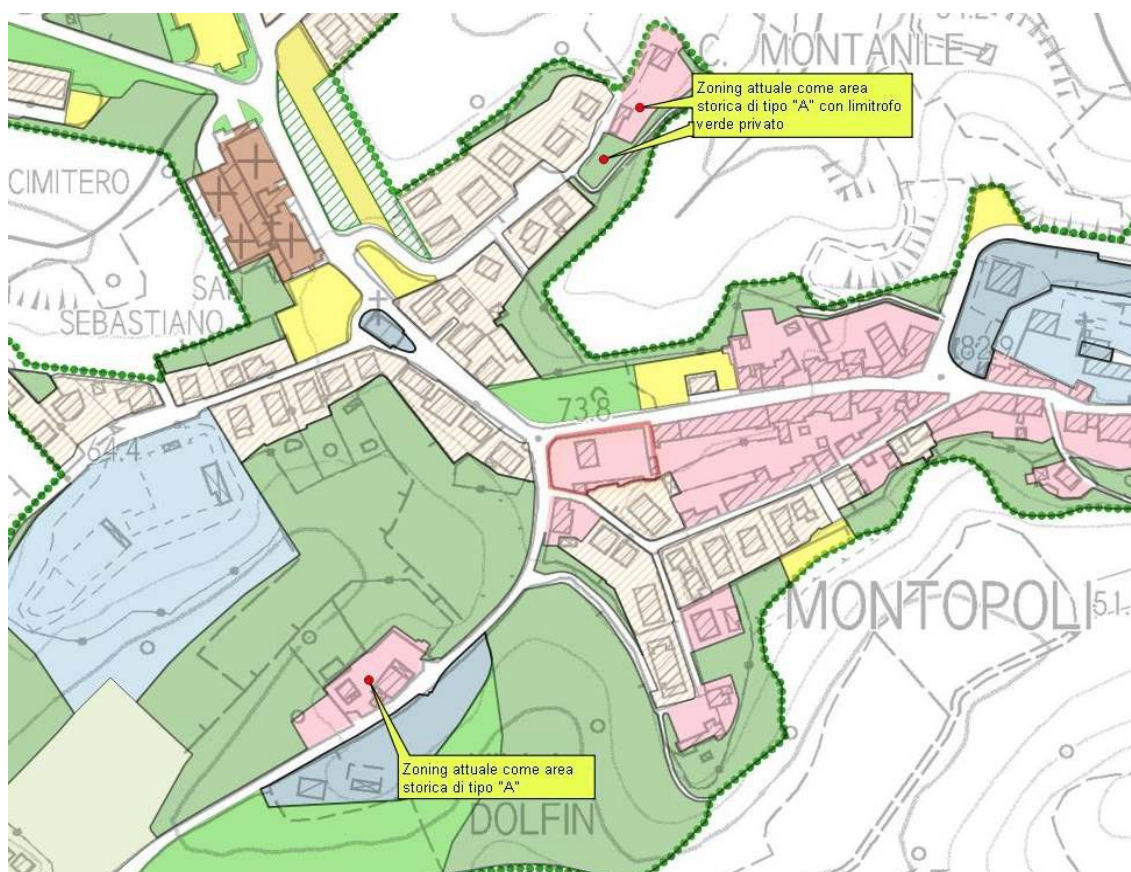 C. MONTANILE
Zoning attuale come area
storica di tipo "A" con limitrofo
verde privato
CIMITERO
SAN
SEBASTIANO
82.9
73.8
64.4
MONTOPOLI
Zoning attuale come area
storica di tipo "A"
DOLFIN